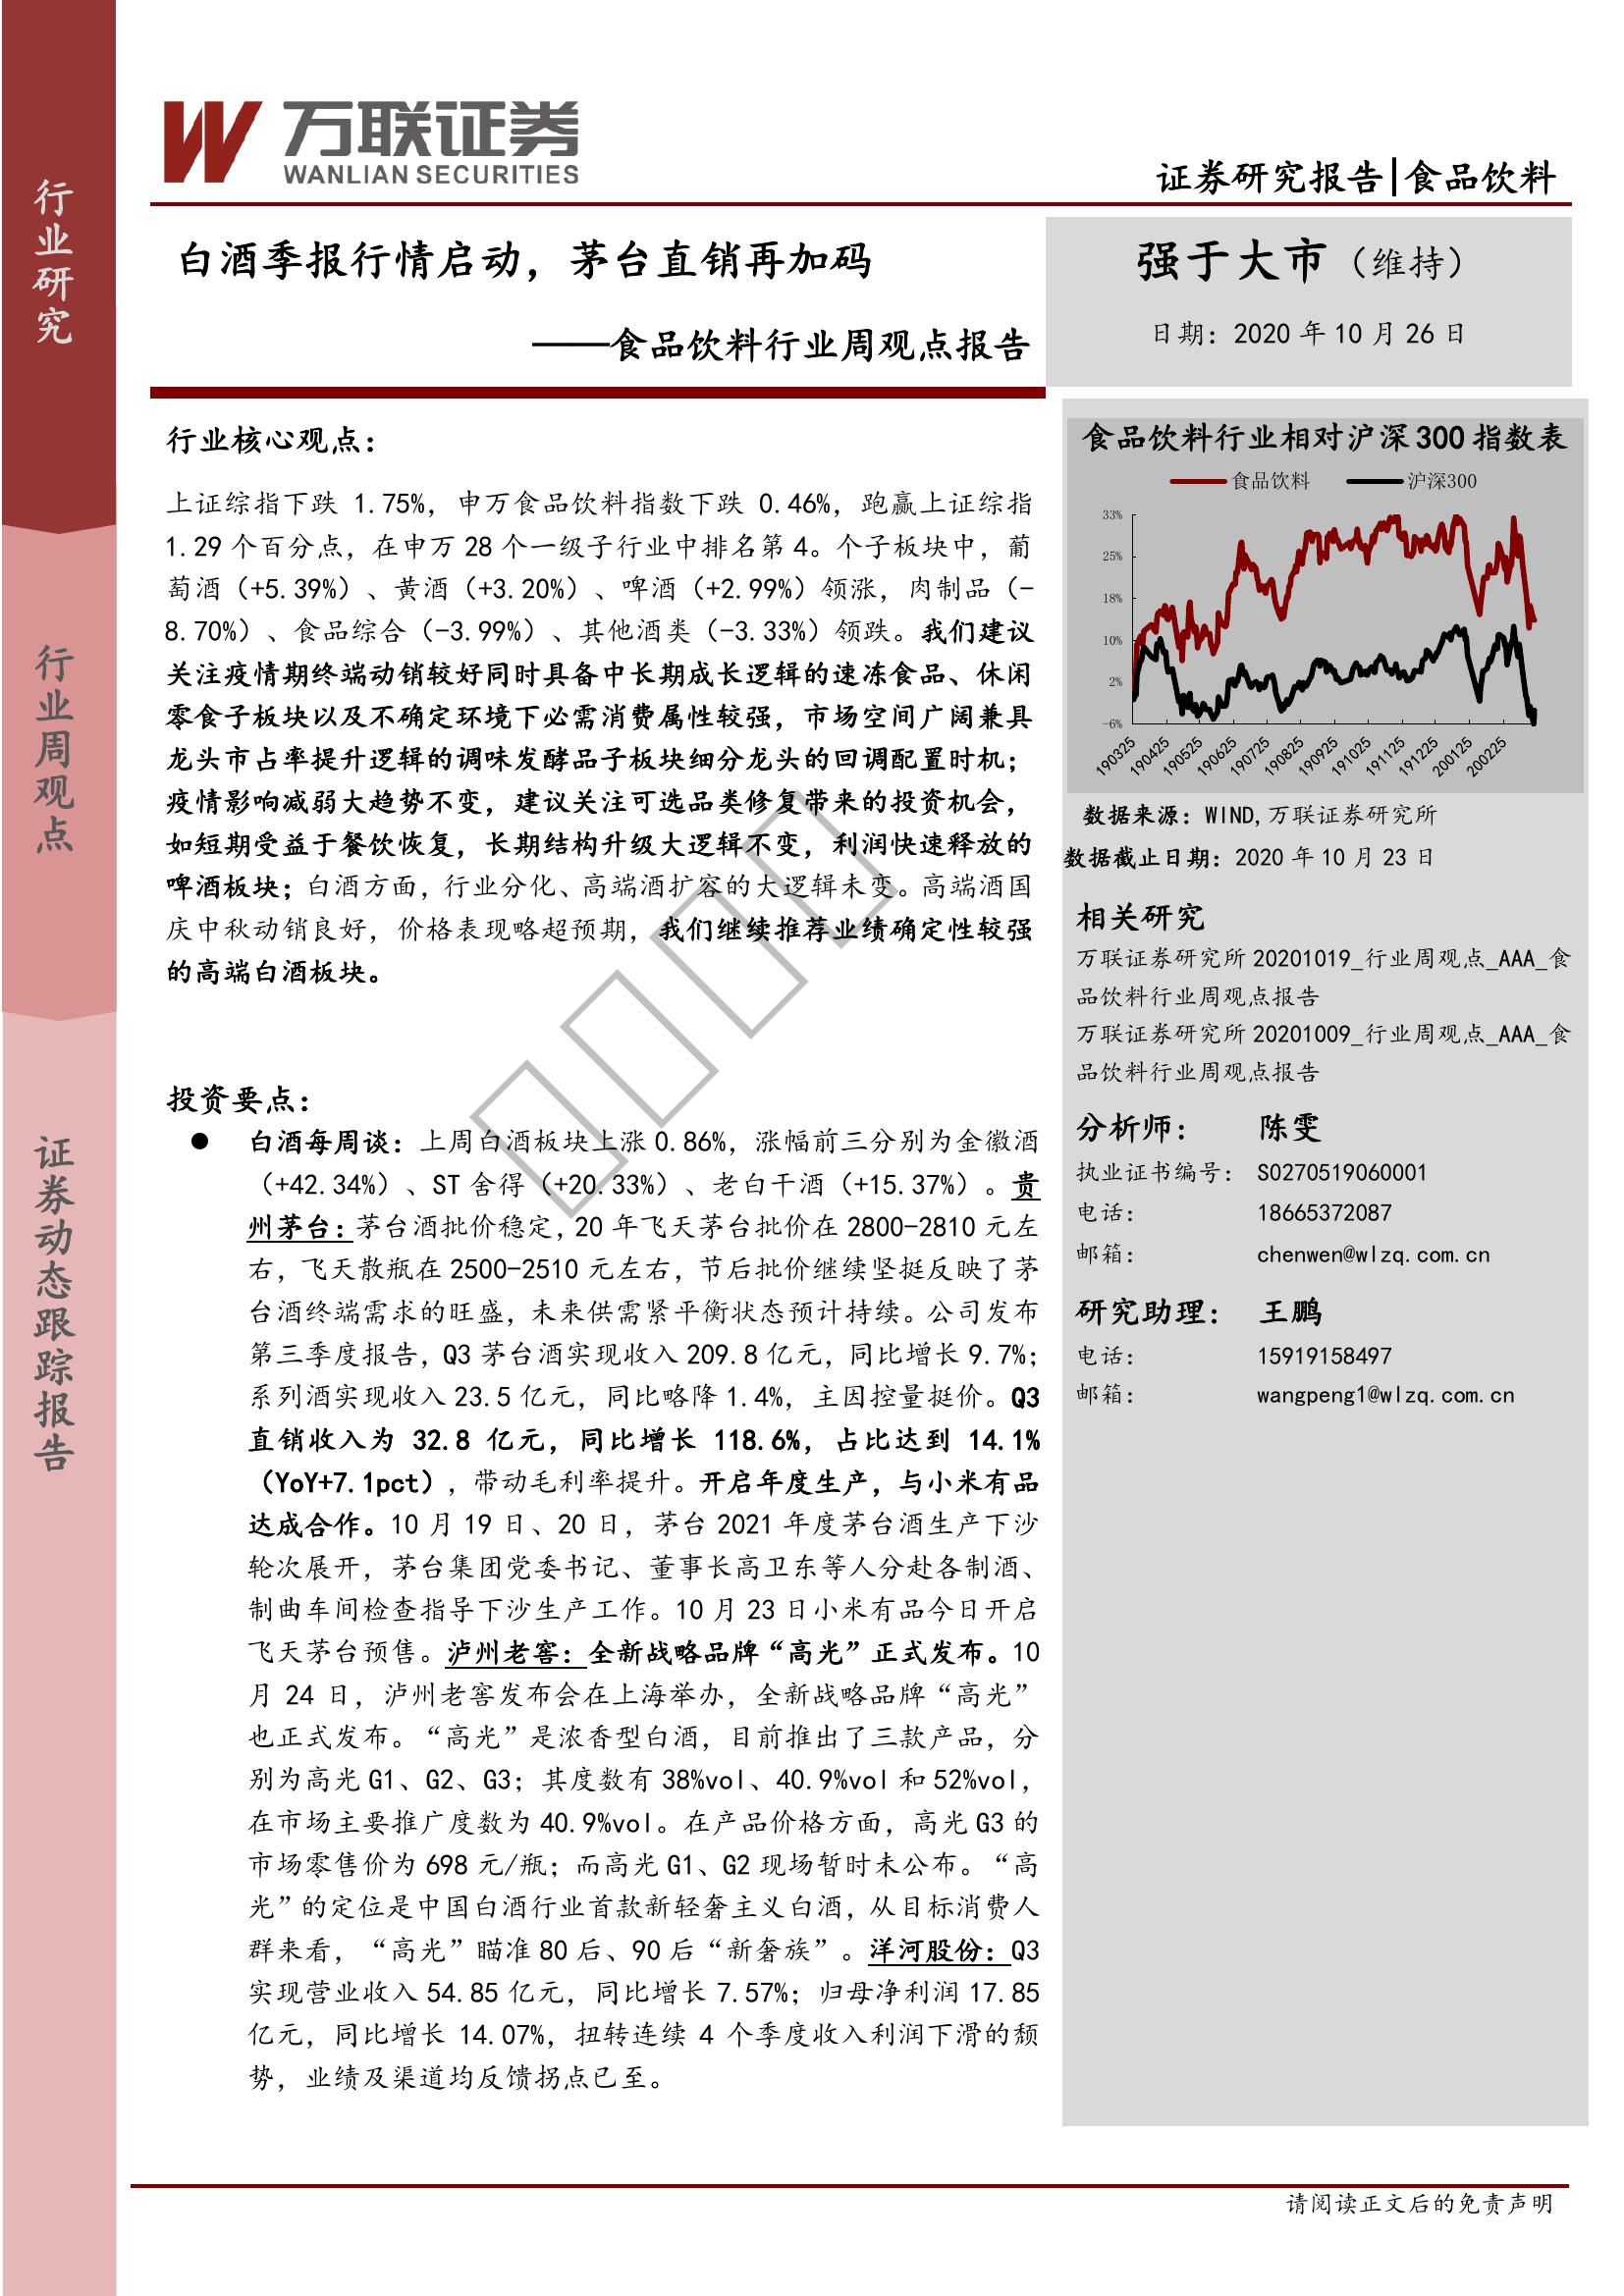 行业研究
行业周观点
证券动态跟踪报告
万联证券
WANLIAN SECURITIES
证券研究报告|食品饮料
白酒季报行情启动，茅台直销再加码
——食品饮料行业周观点报告
强于大市（维持）
日期：2020 年 10 月 26 日
行业核心观点：
上证综指下跌 1.75%，申万食品饮料指数下跌 0.46%，跑赢上证综指
1.29 个百分点，在申万 28 个一级子行业中排名第 4。个子板块中，葡
萄酒（+5.39%）、黄酒（+3.20%）、啤酒（+2.99%）领涨，肉制品（-
8.70%）、食品综合（-3.99%）、其他酒类（-3.33%）领跌。我们建议
关注疫情期终端动销较好同时具备中长期成长逻辑的速冻食品、休闲
零食子板块以及不确定环境下必需消费属性较强，市场空间广阔兼具
龙头市占率提升逻辑的调味发酵品子板块细分龙头的回调配置时机；
疫情影响减弱大趋势不变，建议关注可选品类修复带来的投资机会，
如短期受益于餐饮恢复，长期结构升级大逻辑不变，利润快速释放的
啤酒板块；白酒方面，行业分化、高端酒扩容的大逻辑未变。高端酒国
庆中秋动销良好，价格表现略超预期，我们继续推荐业绩确定性较强
的高端白酒板块。
投资要点：
● 白酒每周谈：上周白酒板块上涨 0.86%，涨幅前三分别为金徽酒
（+42.34%）、ST 舍得（+20.33%）、老白干酒（+15.37%）。贵
州茅台：茅台酒批价稳定，20 年飞天茅台批价在 2800-2810 元左
右，飞天散瓶在 2500-2510 元左右，节后批价继续坚挺反映了茅
台酒终端需求的旺盛，未来供需紧平衡状态预计持续。公司发布
第三季度报告，Q3 茅台酒实现收入 209.8 亿元，同比增长 9.7%；
系列酒实现收入 23.5 亿元，同比略降 1.4%，主因控量挺价。Q3
直销收入为 32.8 亿元，同比增长 118.6%，占比达到 14.1%
（YoY+7.1pct），带动毛利率提升。开启年度生产，与小米有品
达成合作。10 月 19 日、20 日，茅台 2021 年度茅台酒生产下沙
轮次展开，茅台集团党委书记、董事长高卫东等人分赴各制酒、
制曲车间检查指导下沙生产工作。10 月 23 日小米有品今日开启
飞天茅台预售。泸州老窖：全新战略品牌“高光”正式发布。10
月 24 日，泸州老窖发布会在上海举办，全新战略品牌“高光”
也正式发布。“高光”是浓香型白酒，目前推出了三款产品，分
别为高光 G1、G2、G3；其度数有 38%vol、40.9%vol 和 52%vol，
在市场主要推广度数为 40.9%vol。在产品价格方面，高光 G3 的
市场零售价为 698 元/瓶；而高光 G1、G2 现场暂时未公布。“高
光”的定位是中国白酒行业首款新轻奢主义白酒，从目标消费人
群来看，“高光”瞄准 80 后、90 后“新奢族”。洋河股份：Q3
实现营业收入 54.85 亿元，同比增长 7.57%；归母净利润 17.85
亿元，同比增长 14.07%，扭转连续 4 个季度收入利润下滑的颓
势，业绩及渠道均反馈拐点已至。
食品饮料行业相对沪深 300 指数表
食品饮料 沪深300
33%
25%
18%
10%
2%
-6%
190325 190425 190525 190625 190725 190825 190925 191025 191125 191225 200125 200225
数据来源：WIND,万联证券研究所
数据截止日期：2020 年 10 月 23 日
相关研究
万联证券研究所 20201019_行业周观点_AAA_食
品饮料行业周观点报告
万联证券研究所 20201009_行业周观点_AAA_食
品饮料行业周观点报告
分析师： 陈雯
执业证书编号： S0270519060001
电话： 18665372087
邮箱： chenwen@wlzq.com.cn
研究助理： 王鹏
电话： 15919158497
邮箱： wangpeng1@wlzq.com.cn
请阅读正文后的免责声明